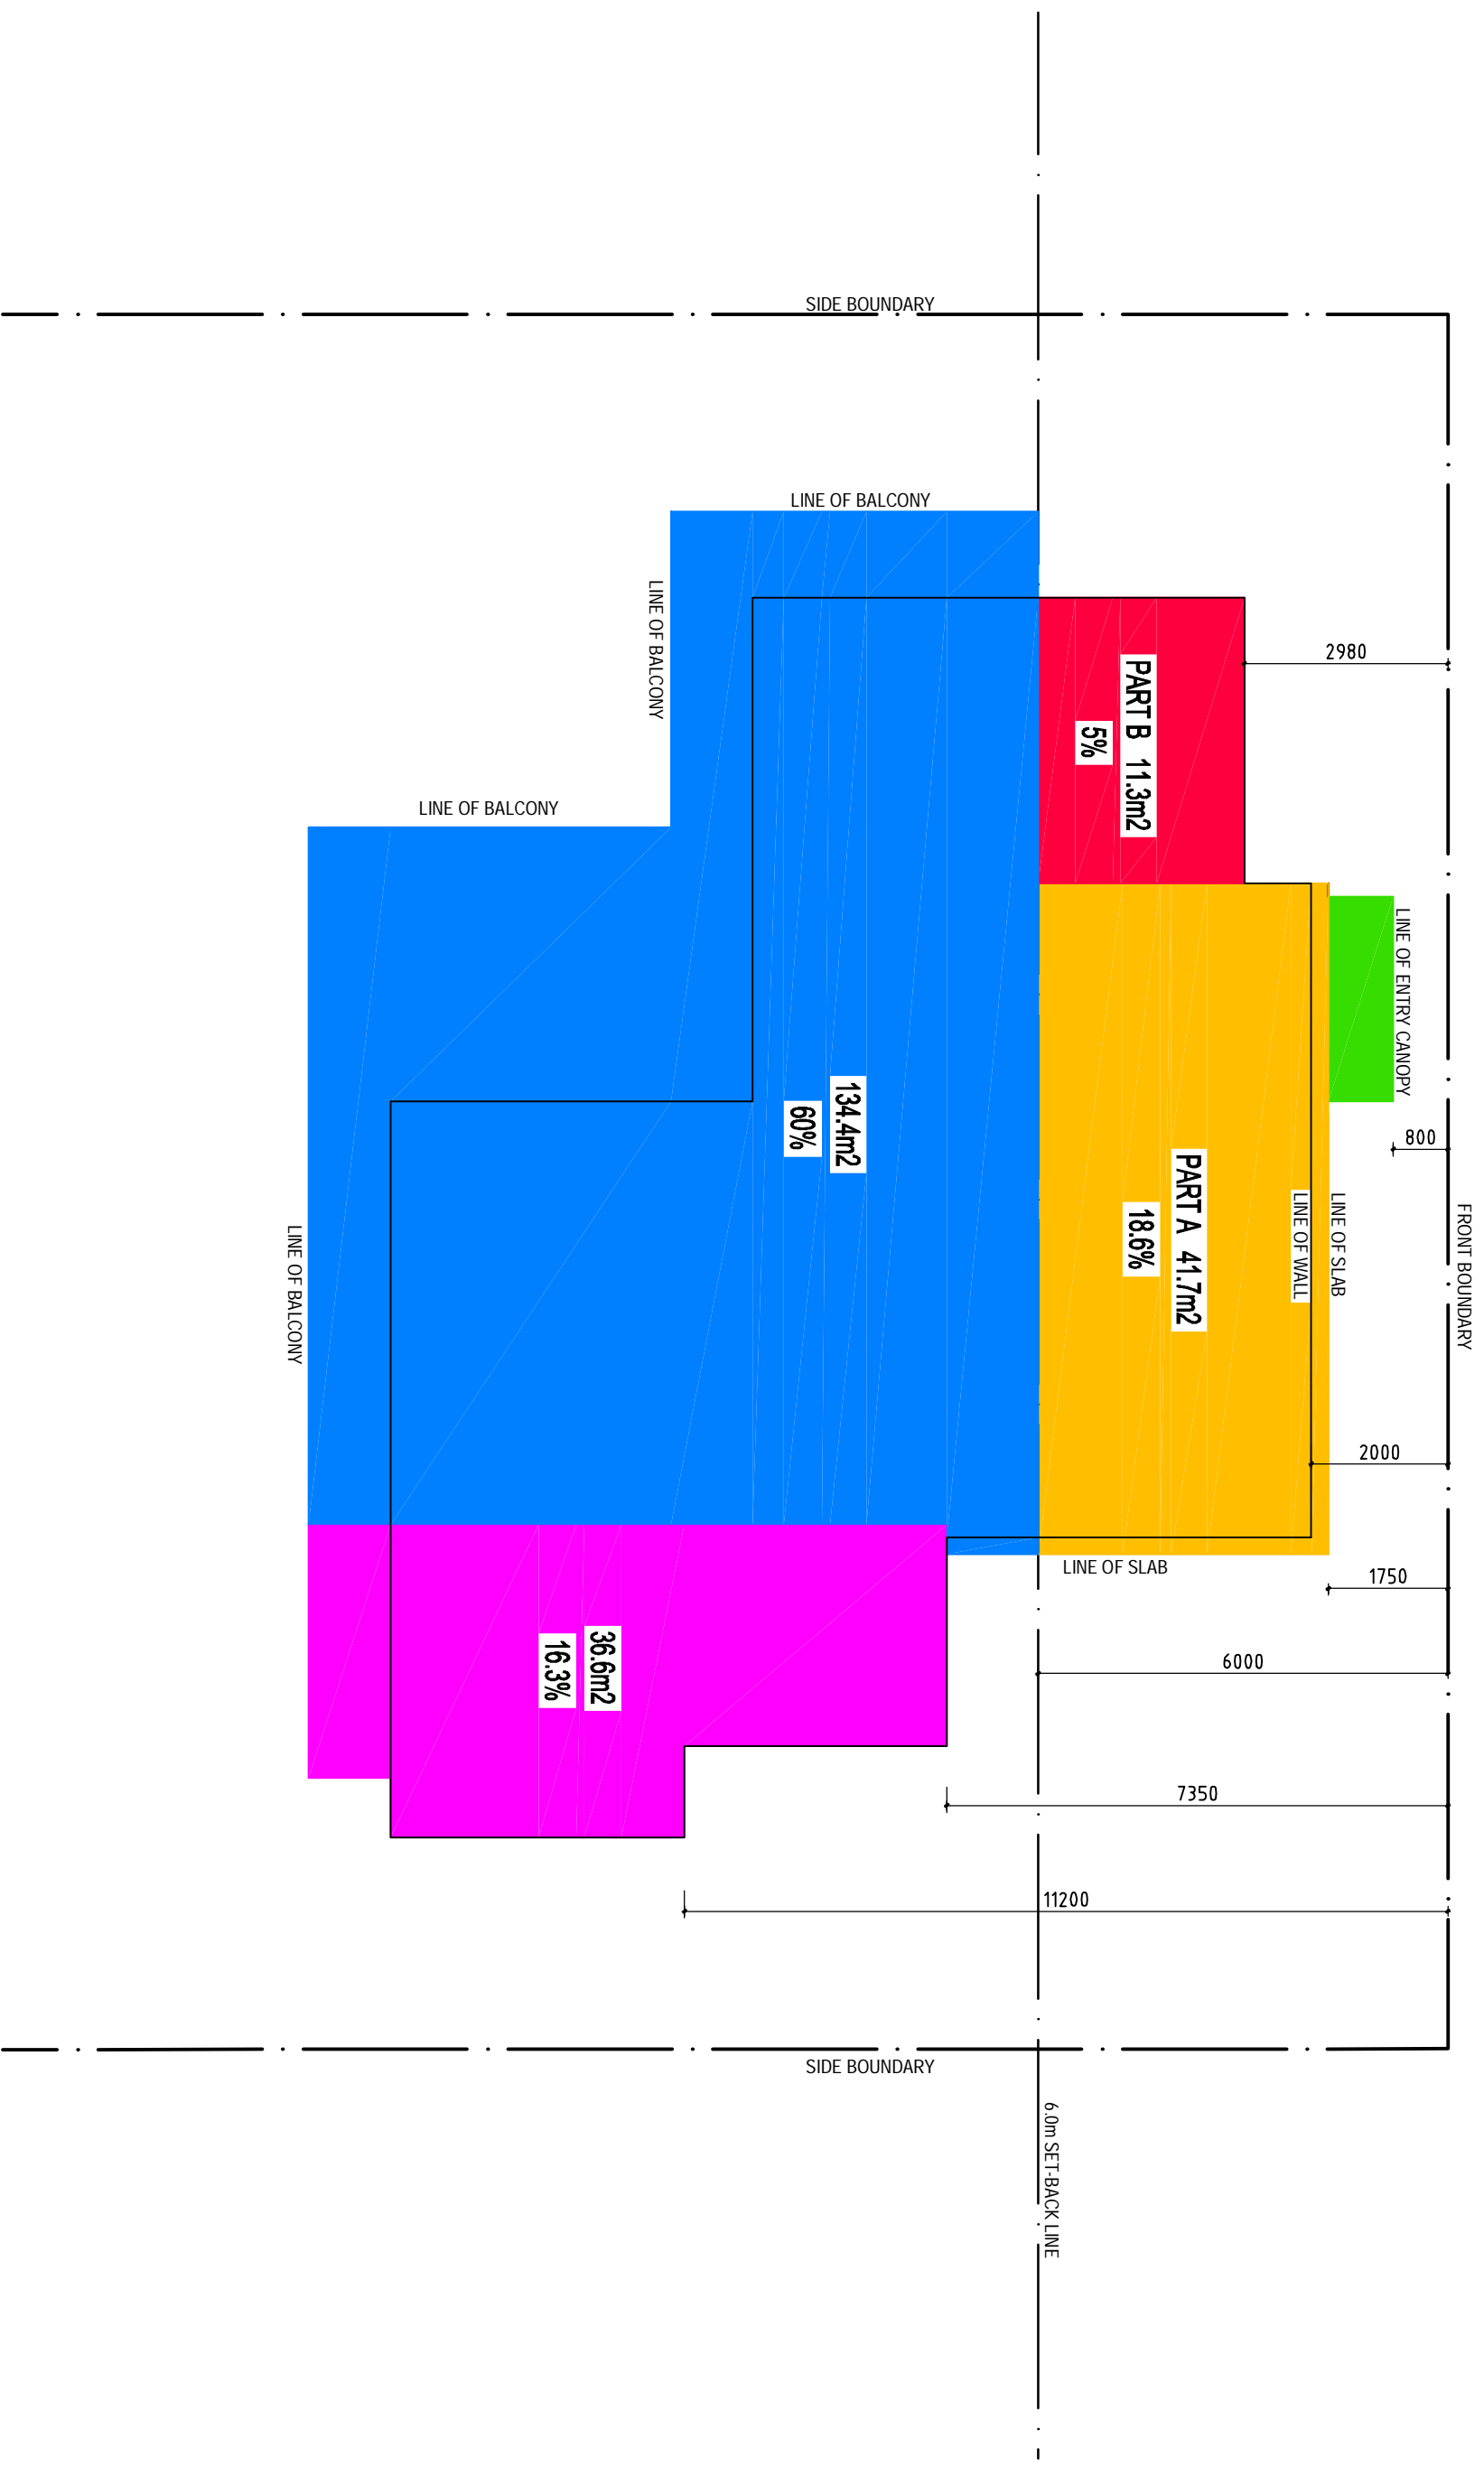 SIDE BOUNDARY
LINE OF BALCONY
LINE OF BALCONY
2980
PART B 11.3m2
5%
LINE OF BALCONY
LINE OF ENTRY CANOPY
134.4m2
60%
800
PART A 41.7m2
18.6%
LINE OF WALL
LINE OF SLAB
FRONT BOUNDARY
LINE OF BALCONY
2000
LINE OF SLAB
1750
36.6m2
16.3%
6000
7350
11200
SIDE BOUNDARY
6.0m SET-BACK LINE